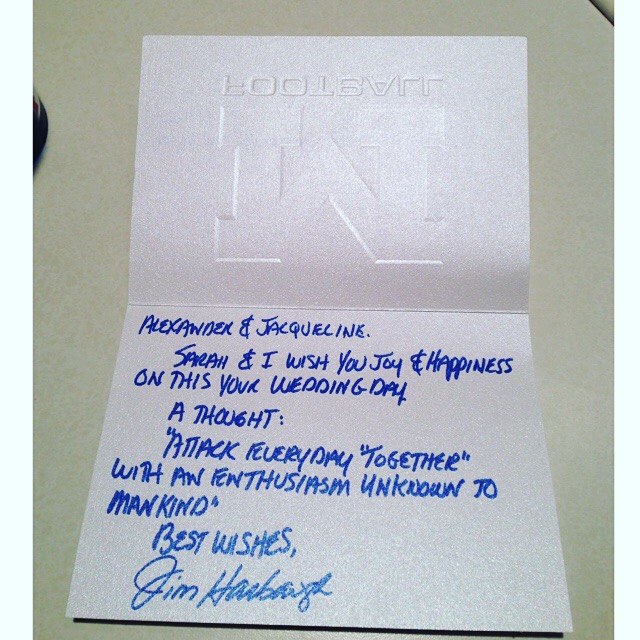 FOOTBALL
M
ALEXANDER & JACQUELINE.
SARAH & I WISH YOU JOY & HAPPINESS
ON THIS YOUR WEDDING DAY
A THOUGHT:
"ATTACK EVERYDAY "TOGETHER"
WITH AN ENTHUSIASM UNKNOWN TO
MANKIND"
BEST WISHES,
Jim Harbaugh